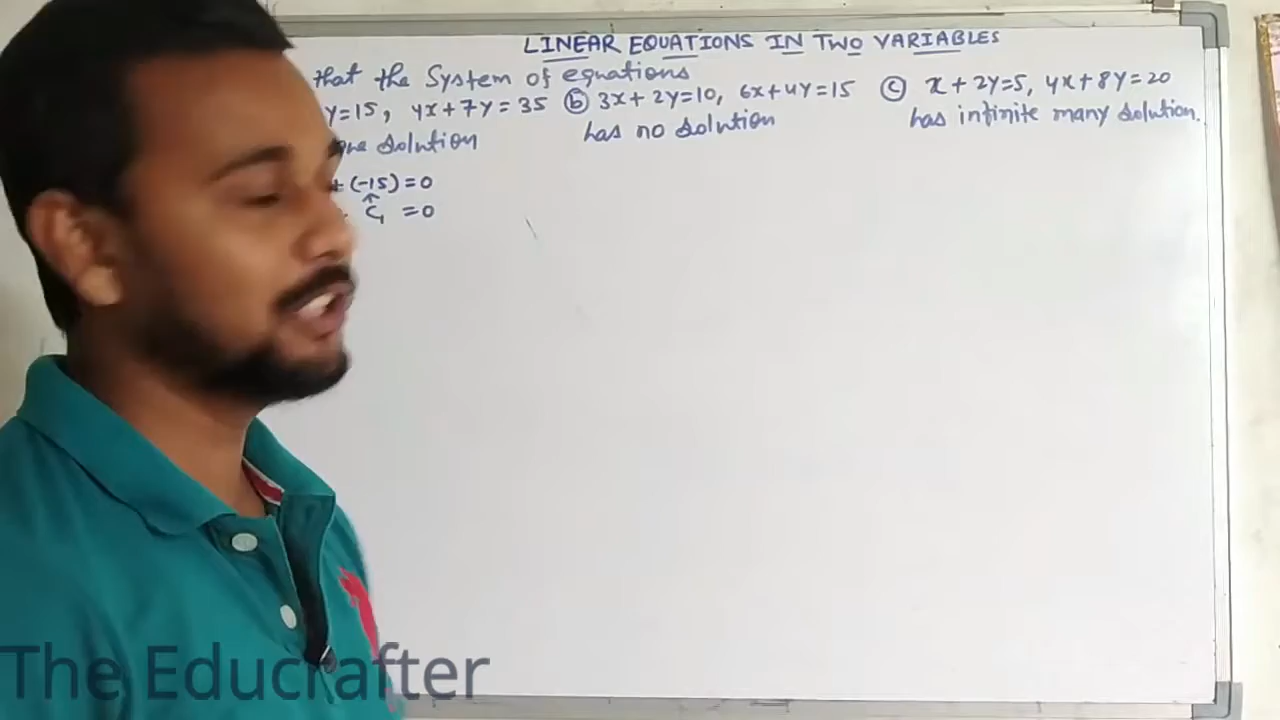 LINEAR EQUATIONS IN TWO VARIABLES
that the System of equations
y=15, 4x+7y=35 (b) 3x+2y=10, 6x+4y=15 (c) x+2y=5, 4x+8y=20
solution has no solution has infinite many solution.
+(-15)=0
C₁ =0
The Educrafter